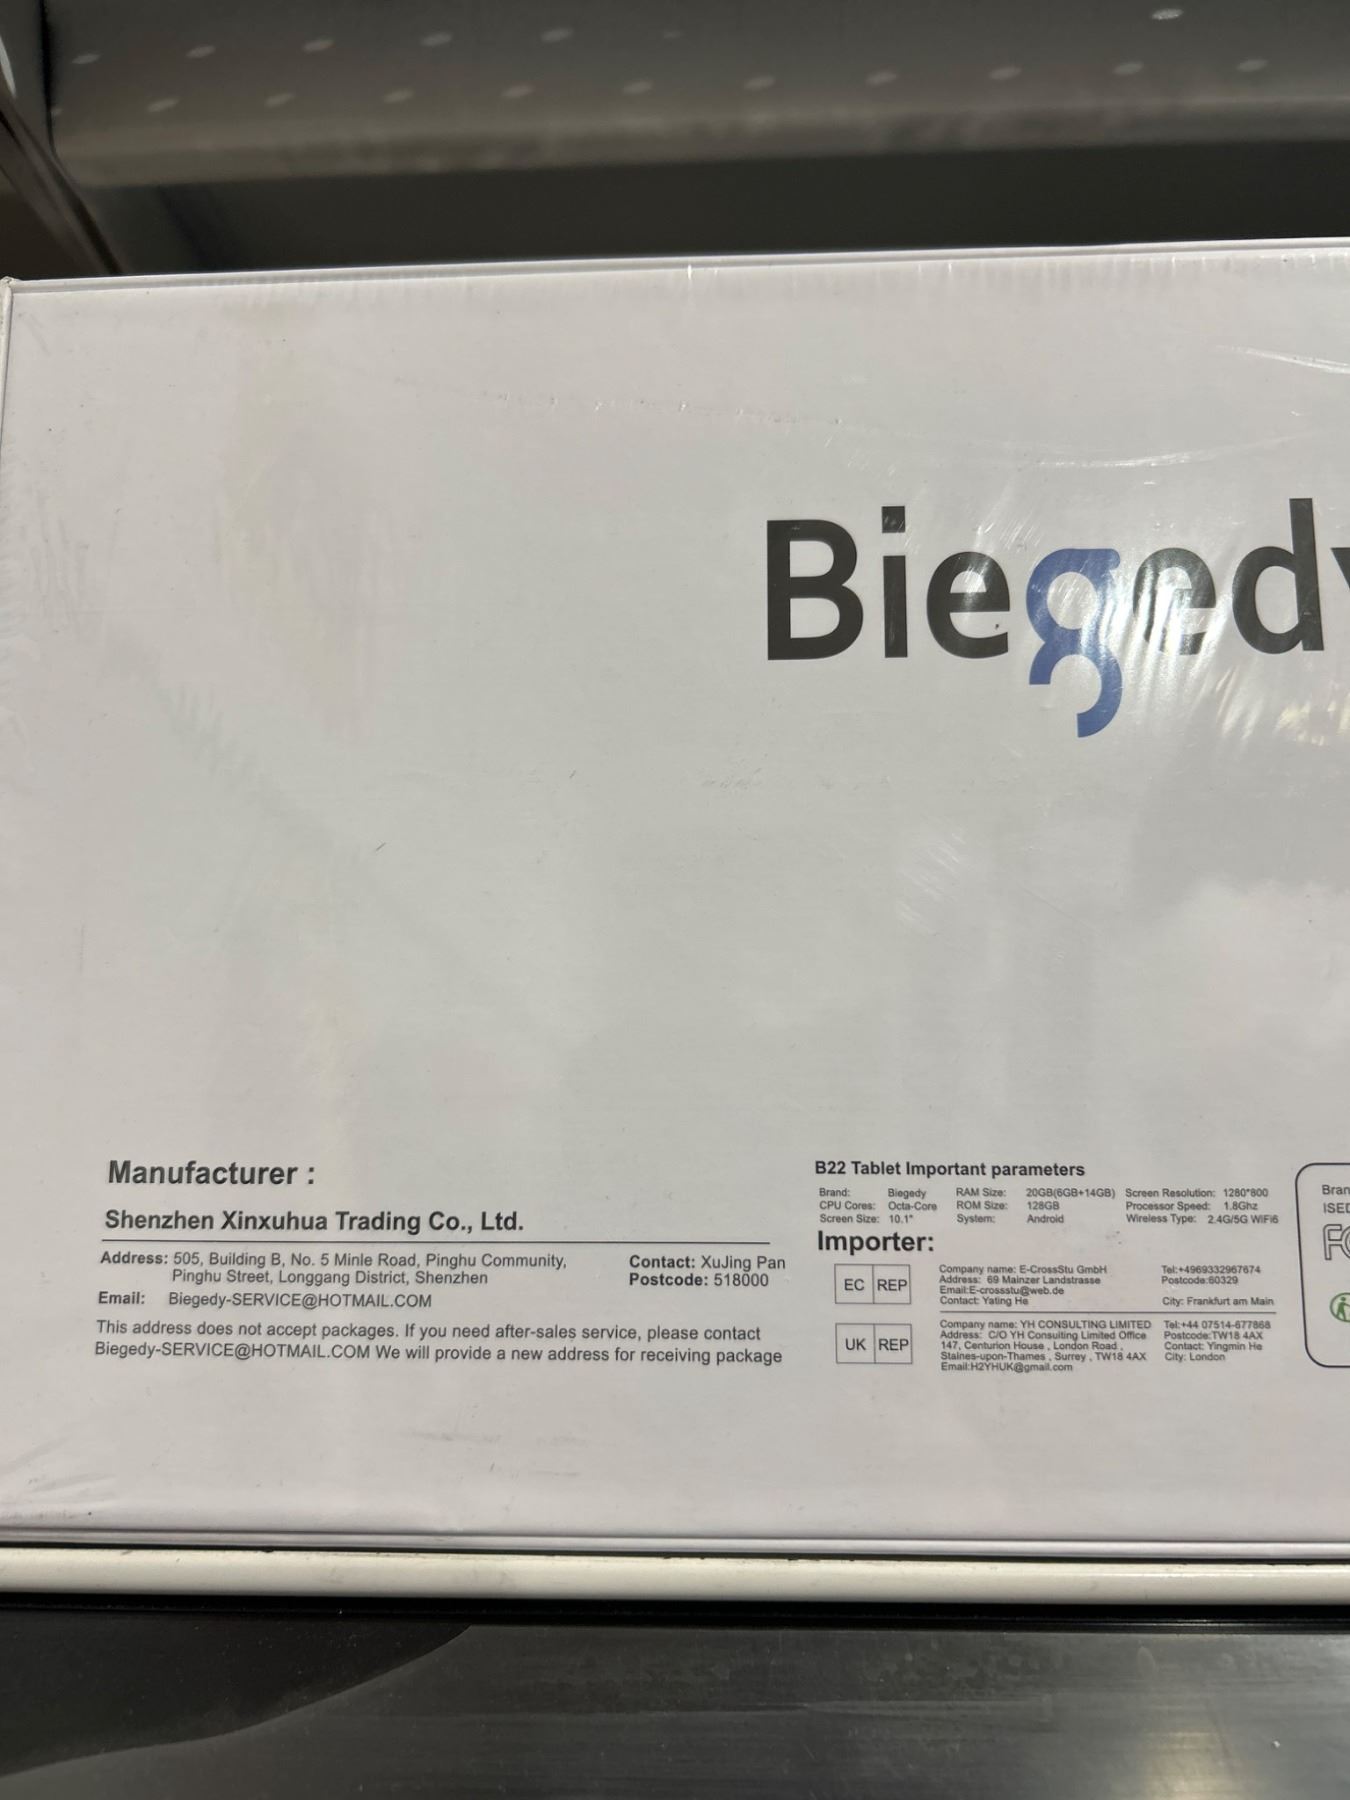 Biegedy
Manufacturer :
Shenzhen Xinxuhua Trading Co., Ltd.
Address: 505, Building B, No. 5 Minle Road, Pinghu Community,
Pinghu Street, Longgang District, Shenzhen
Contact: XuJing Pan
Postcode: 518000
Email: Biegedy-SERVICE@HOTMAIL.COM
This address does not accept packages. If you need after-sales service, please contact
Biegedy-SERVICE@HOTMAIL.COM We will provide a new address for receiving package
B22 Tablet Important parameters
Brand: Biegedy RAM Size: 20GB(6GB+14GB) Screen Resolution: 1280*800
CPU Cores: Octa-Core ROM Size: 128GB Processor Speed: 1.8Ghz
Screen Size: 10.1" System: Android Wireless Type: 2.4G/5G WIFI6
Importer:
EC REP
Company name: E-CrossStu GmbH Tel:+4969332967674
Address: 69 Mainzer Landstrasse Postcode:60329
Email:E-crossstu@web.de
Contact: Yating He City: Frankfurt am Main
UK REP
Company name: YH CONSULTING LIMITED Tel:+44 07514-677868
Address: C/O YH Consulting Limited Office Postcode:TW18 4AX
147, Centurion House , London Road , Contact: Yingmin He
Staines-upon-Thames , Surrey , TW18 4AX City: London
Email:H2YHUK@gmail.com